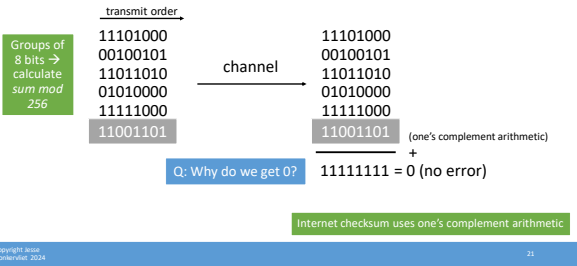 transmit order
Groups of
8 bits →
calculate
sum mod
256
11101000
00100101
11011010
01010000
11111000
11001101
channel
11101000
00100101
11011010
01010000
11111000
11001101
(one's complement arithmetic)
+
Q: Why do we get 0?
11111111 = 0 (no error)
Internet checksum uses one's complement arithmetic
opyright Jesse
onkervliet 2024
21